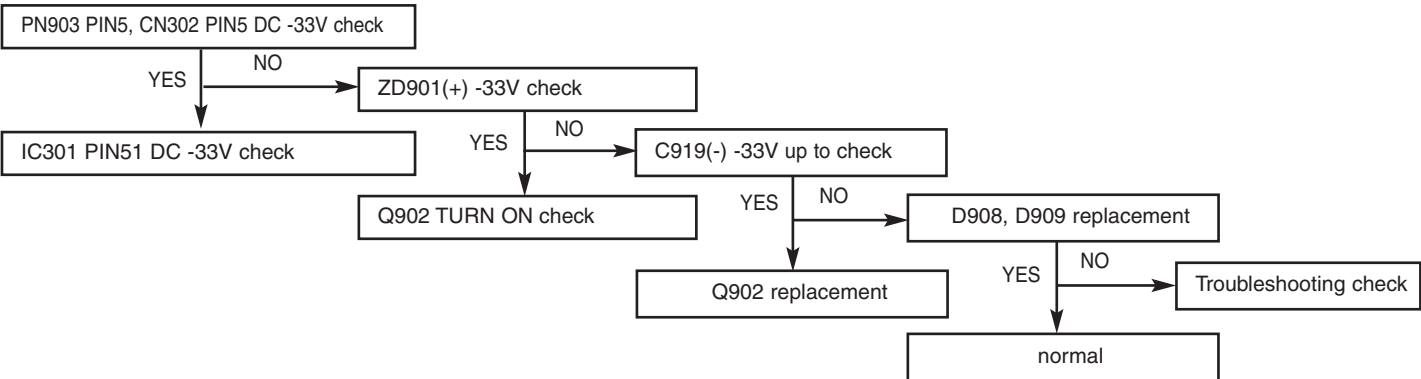 PN903 PIN5, CN302 PIN5 DC -33V check
YES
NO
ZD901(+) -33V check
IC301 PIN51 DC -33V check
YES
NO
C919(-) -33V up to check
Q902 TURN ON check
YES
NO
D908, D909 replacement
Q902 replacement
YES
NO
Troubleshooting check
normal